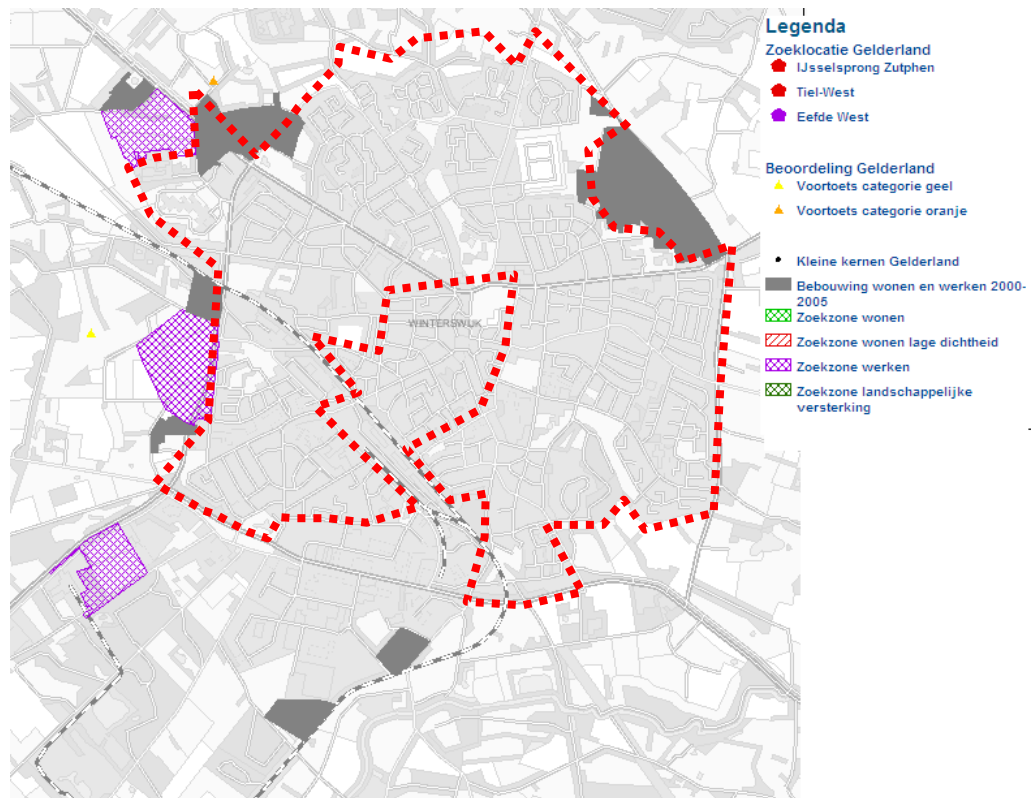 Legenda
Zoeklocatie Gelderland
IJsselsprong Zutphen
Tiel-West
Eefde West
Beoordeling Gelderland
Voortoets categorie geel
Voortoets categorie oranje
Kleine kernen Gelderland
Bebouwing wonen en werken 2000-
2005
Zoekzone wonen
Zoekzone wonen lage dichtheid
Zoekzone werken
Zoekzone landschappelijke
versterking
WINTERSWIJK